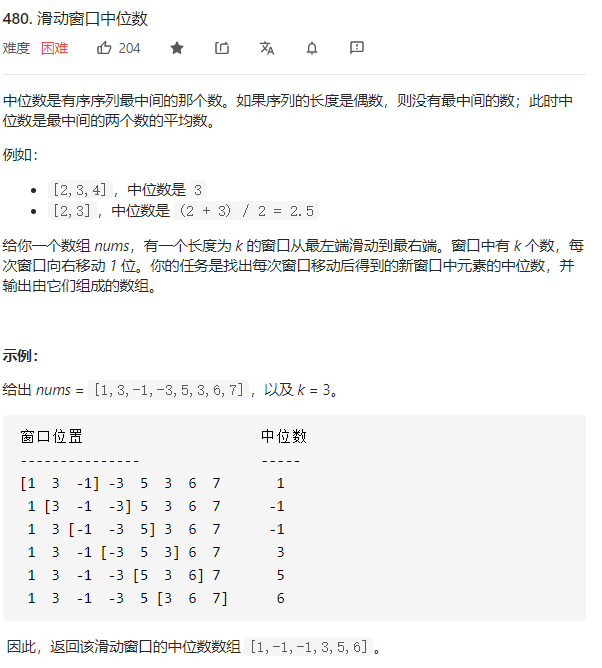 480. 滑动窗口中位数
难度 困难 204
中位数是有序序列最中间的那个数。如果序列的长度是偶数，则没有最中间的数；此时中
位数是最中间的两个数的平均数。
例如：
• [2,3,4]，中位数是 3
• [2,3]，中位数是 (2 + 3) / 2 = 2.5
给你一个数组 nums，有一个长度为 k 的窗口从最左端滑动到最右端。窗口中有 k 个数，每
次窗口向右移动 1 位。你的任务是找出每次窗口移动后得到的新窗口中元素的中位数，并
输出由它们组成的数组。
示例：
给出 nums = [1,3,-1,-3,5,3,6,7]，以及 k = 3。
窗口位置 中位数
--------------- -----
[1 3 -1] -3 5 3 6 7 1
1 [3 -1 -3] 5 3 6 7 -1
1 3 [-1 -3 5] 3 6 7 -1
1 3 -1 [-3 5 3] 6 7 3
1 3 -1 -3 [5 3 6] 7 5
1 3 -1 -3 5 [3 6 7] 6
因此，返回该滑动窗口的中位数数组 [1,-1,-1,3,5,6]。